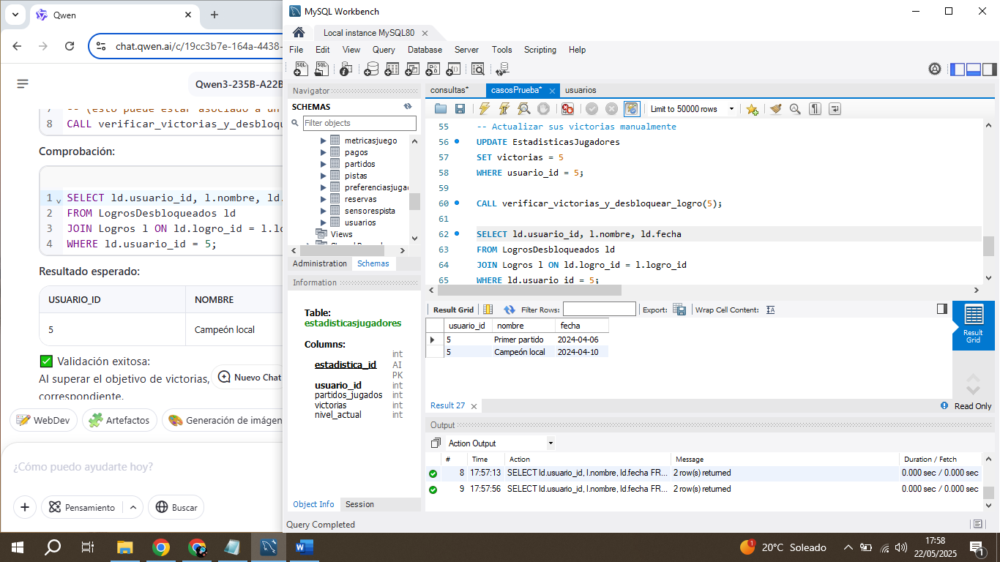 Qwen
chat.qwen.ai/c/19cc3b7e-164a-4438-
Qwen3-235B-A22B
7 -- (esto puede estar asociado a un
8 CALL verificar_victorias_y_desbloqu
Comprobación:
1 SELECT ld.usuario_id, l.nombre, ld.
2 FROM LogrosDesbloqueados ld
3 JOIN Logros l ON ld.logro_id = l.lo
4 WHERE ld.usuario_id = 5;
Resultado esperado:
USUARIO_ID NOMBRE
5 Campeón local
Validación exitosa:
Al superar el objetivo de victorias,
correspondiente.
Nuevo Chat
WebDev
Artefactos
Generación de imágen
¿Cómo puedo ayudarte hoy?
Pensamiento
Buscar
MySQL Workbench
Local instance MySQL80
File Edit View Query Database Server Tools Scripting Help
Navigator
SCHEMAS
Filter objects
metricasjuego
pagos
partidos
pistas
preferenciasjuga
reservas
sensorespista
usuarios
Views
Administration Schemas
Information
Table:
estadisticasjugadores
Columns:
int
estadistica_id AI
PK
usuario_id int
partidos_jugados int
victorias int
nivel_actual int
Object Info Session
Query Completed
consultas* casosPrueba* usuarios
Limit to 50000 rows
55 -- Actualizar sus victorias manualmente
56 UPDATE EstadisticasJugadores
57 SET victorias = 5
58 WHERE usuario_id = 5;
59
60 CALL verificar_victorias_y_desbloquear_logro(5);
61
62 SELECT ld.usuario_id, l.nombre, ld.fecha
63 FROM LogrosDesbloqueados ld
64 JOIN Logros l ON ld.logro_id = l.logro_id
65 WHERE ld.usuario_id = 5;
Result Grid Filter Rows: Export: Wrap Cell Content:
usuario_id nombre fecha
5 Primer partido 2024-04-06
5 Campeón local 2024-04-10
Result
Grid
Result 27
Read Only
Output
Action Output
# Time Action Message Duration / Fetch
8 17:57:13 SELECT ld.usuario_id, l.nombre, ld.fecha FR... 2 row(s) returned 0.000 sec / 0.000 sec
9 17:57:56 SELECT ld.usuario_id, l.nombre, ld.fecha FR... 2 row(s) returned 0.000 sec / 0.000 sec
1
20°C Soleado
17:58
22/05/2025
1